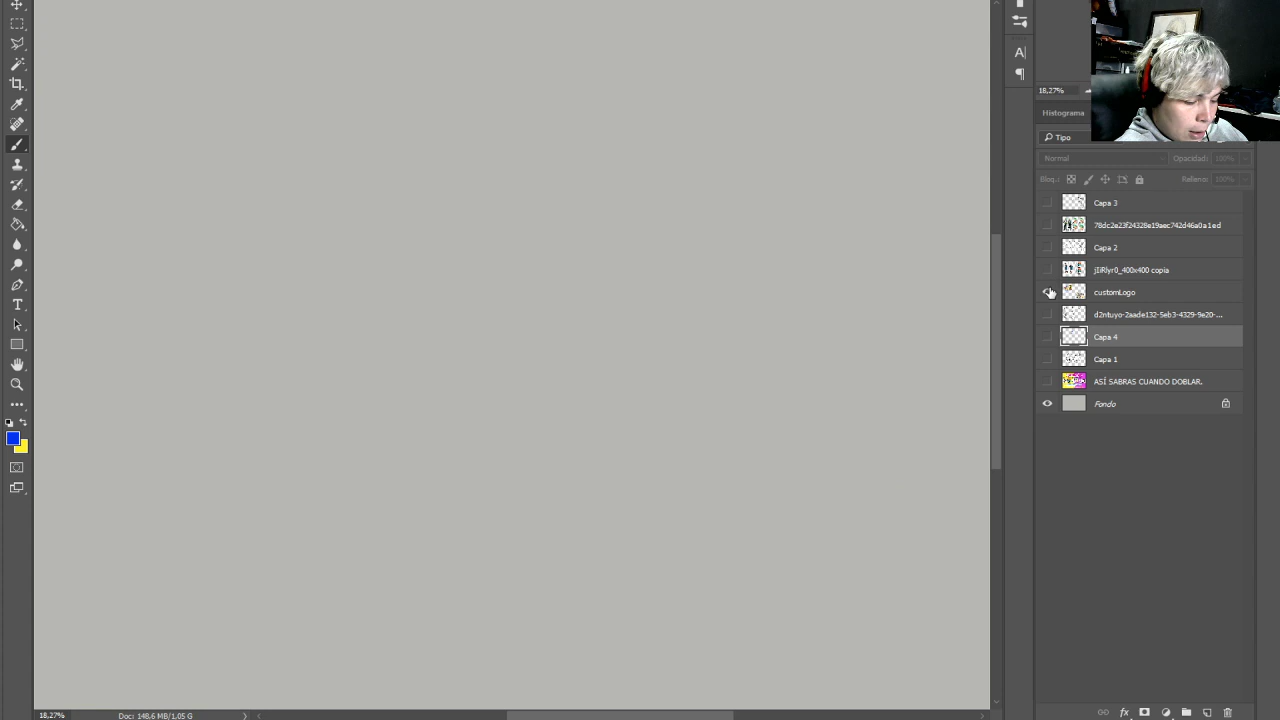 18,27%
Histograma
Tipo
Normal
Opacidad: 100%
Bloq.:
Relleno: 100%
Capa 3
78dc2e23f24328e19aec742d46a0a1ed
Capa 2
jIiRlyr0_400x400 copia
customLogo
d2ntuyo-2aade132-5eb3-4329-9e20-...
Capa 4
Capa 1
ASÍ SABRAS CUANDO DOBLAR.
Fondo
18,27%
Doc: 148,6 MB/1,05 G